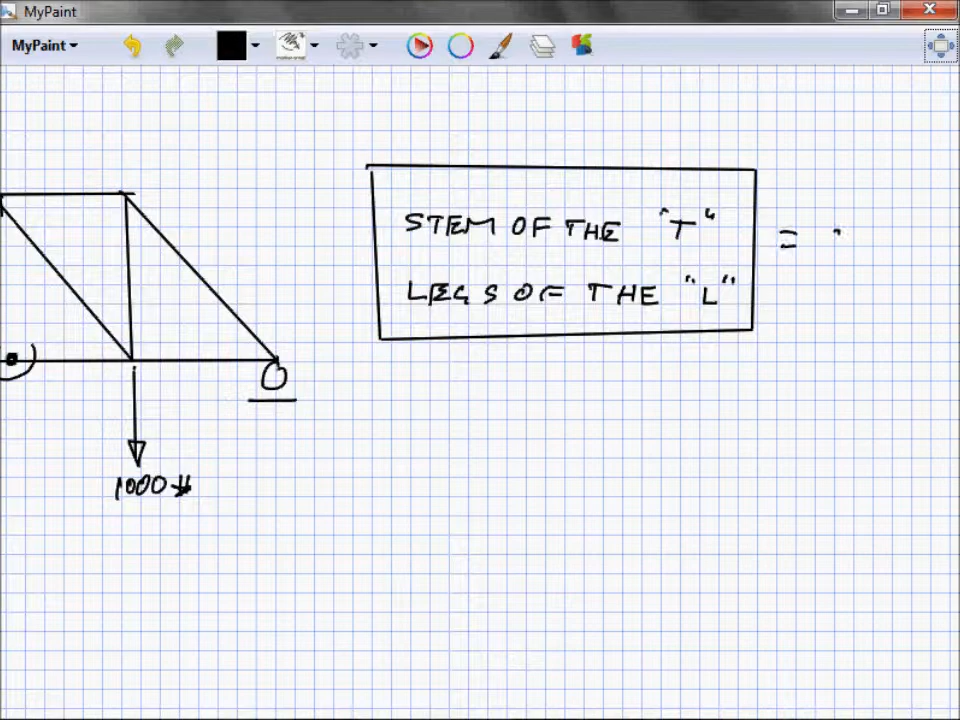 MyPaint
MyPaint
STEM OF THE "T" =
LEGS OF THE "L"
1000 #